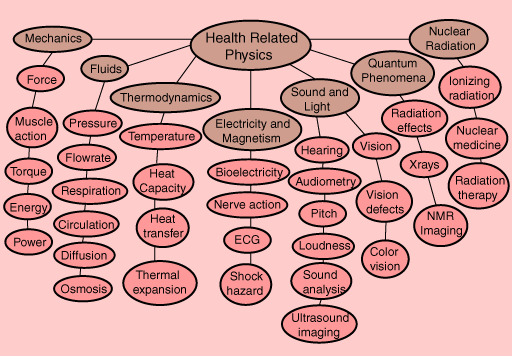 Health Related
Physics
Mechanics
Force
Muscle
action
Torque
Energy
Power
Fluids
Pressure
Flowrate
Respiration
Circulation
Diffusion
Osmosis
Thermodynamics
Temperature
Heat
Capacity
Heat
transfer
Thermal
expansion
Electricity and
Magnetism
Bioelectricity
Nerve action
ECG
Shock
hazard
Sound and
Light
Hearing
Audiometry
Pitch
Loudness
Sound
analysis
Ultrasound
imaging
Vision
Vision
defects
Color
vision
Quantum
Phenomena
Radiation
effects
Xrays
NMR
Imaging
Nuclear
Radiation
Ionizing
radiation
Nuclear
medicine
Radiation
therapy